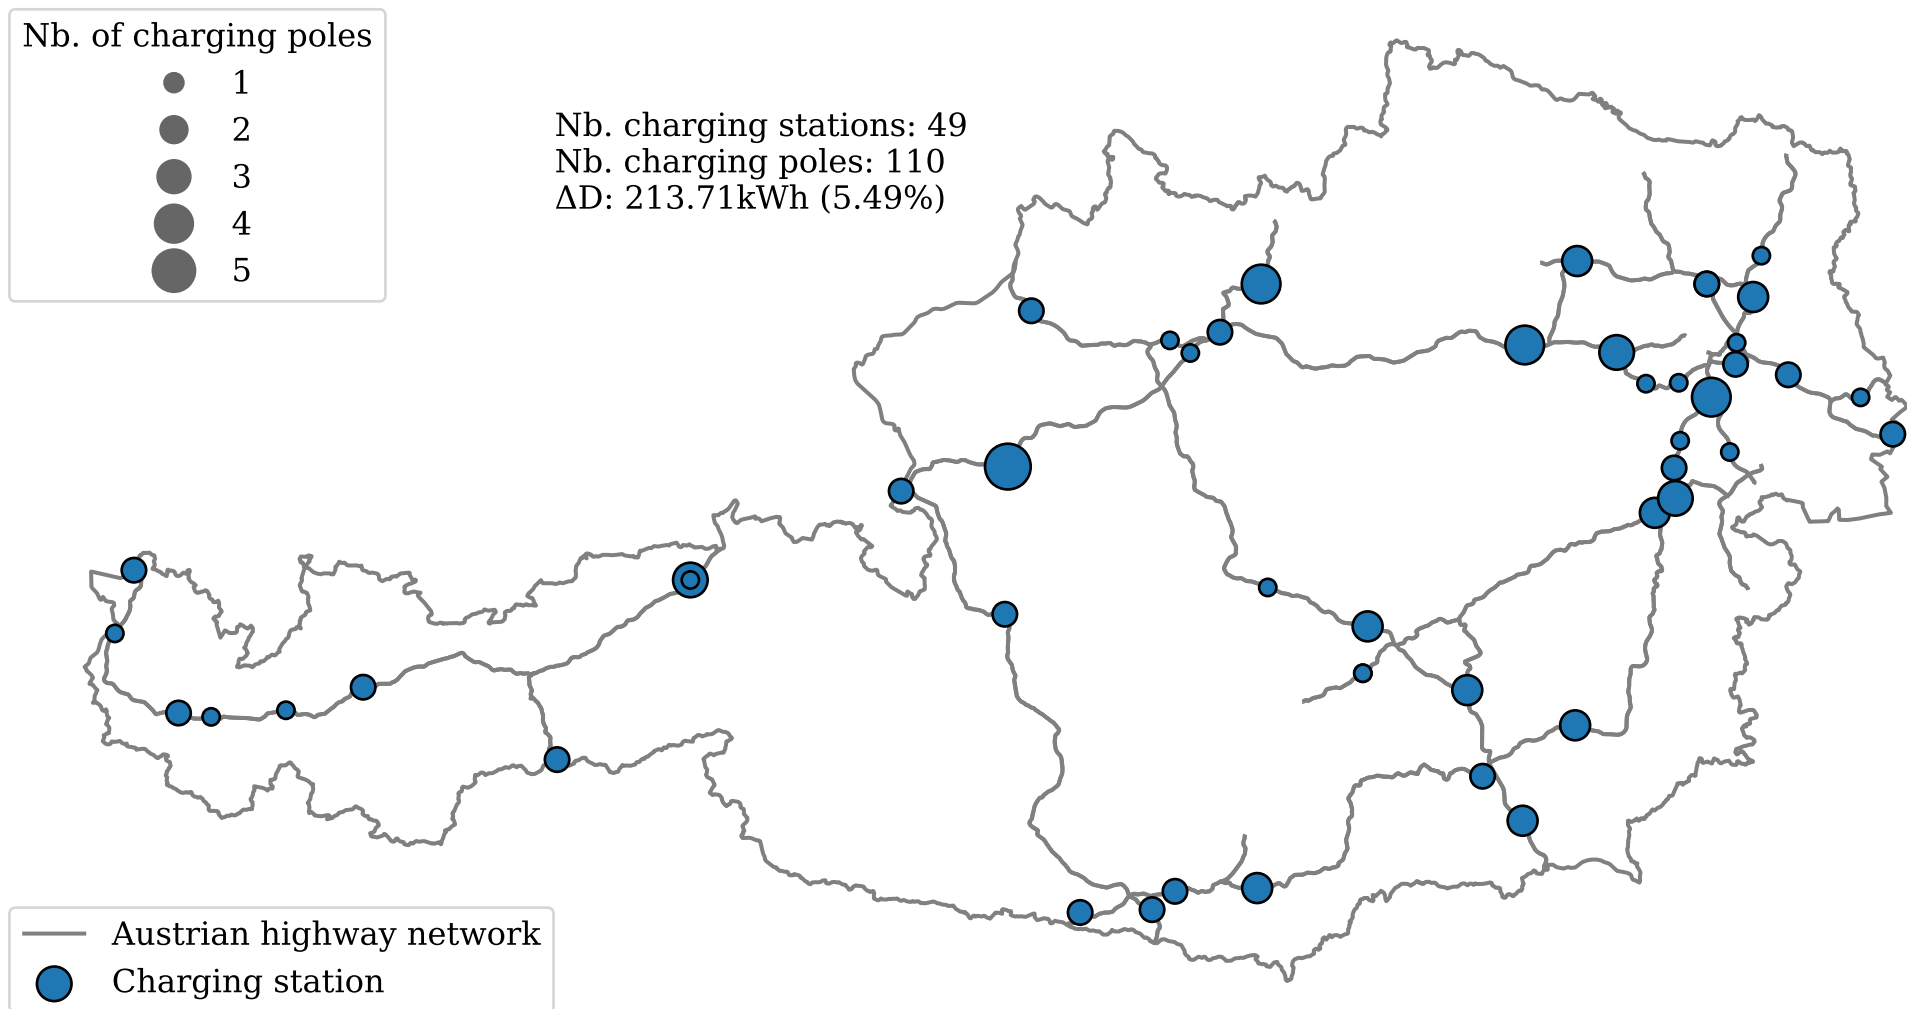 Nb. of charging poles
1
2
3
4
5
Nb. charging stations: 49
Nb. charging poles: 110
ΔD: 213.71kWh (5.49%)
Austrian highway network
Charging station